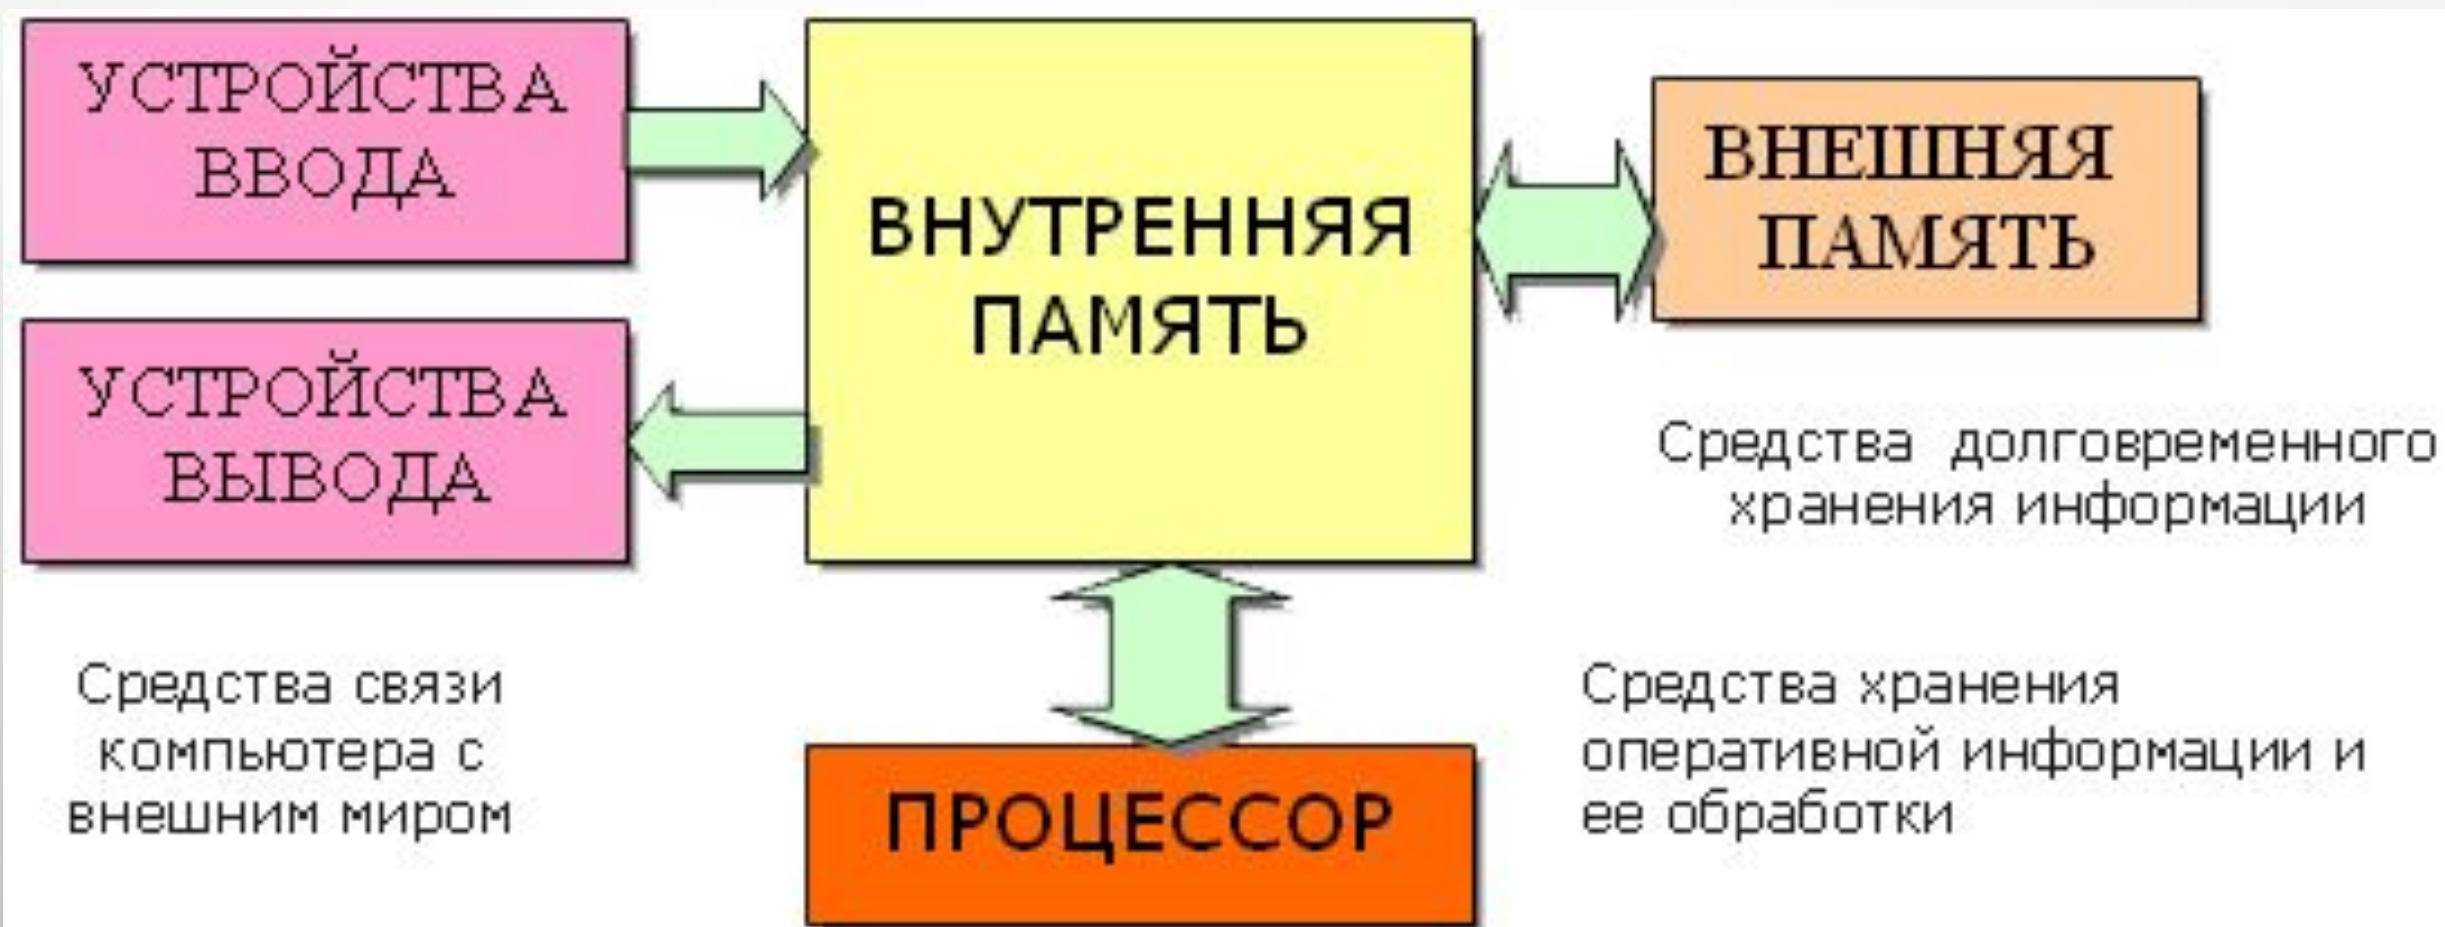 УСТРОЙСТВА
ВВОДА
УСТРОЙСТВА
ВЫВОДА
Средства связи
компьютера с
внешним миром
ВНУТРЕННЯЯ
ПАМЯТЬ
ПРОЦЕССОР
ВНЕШНЯЯ
ПАМЯТЬ
Средства долговременного
хранения информации
Средства хранения
оперативной информации и
ее обработки